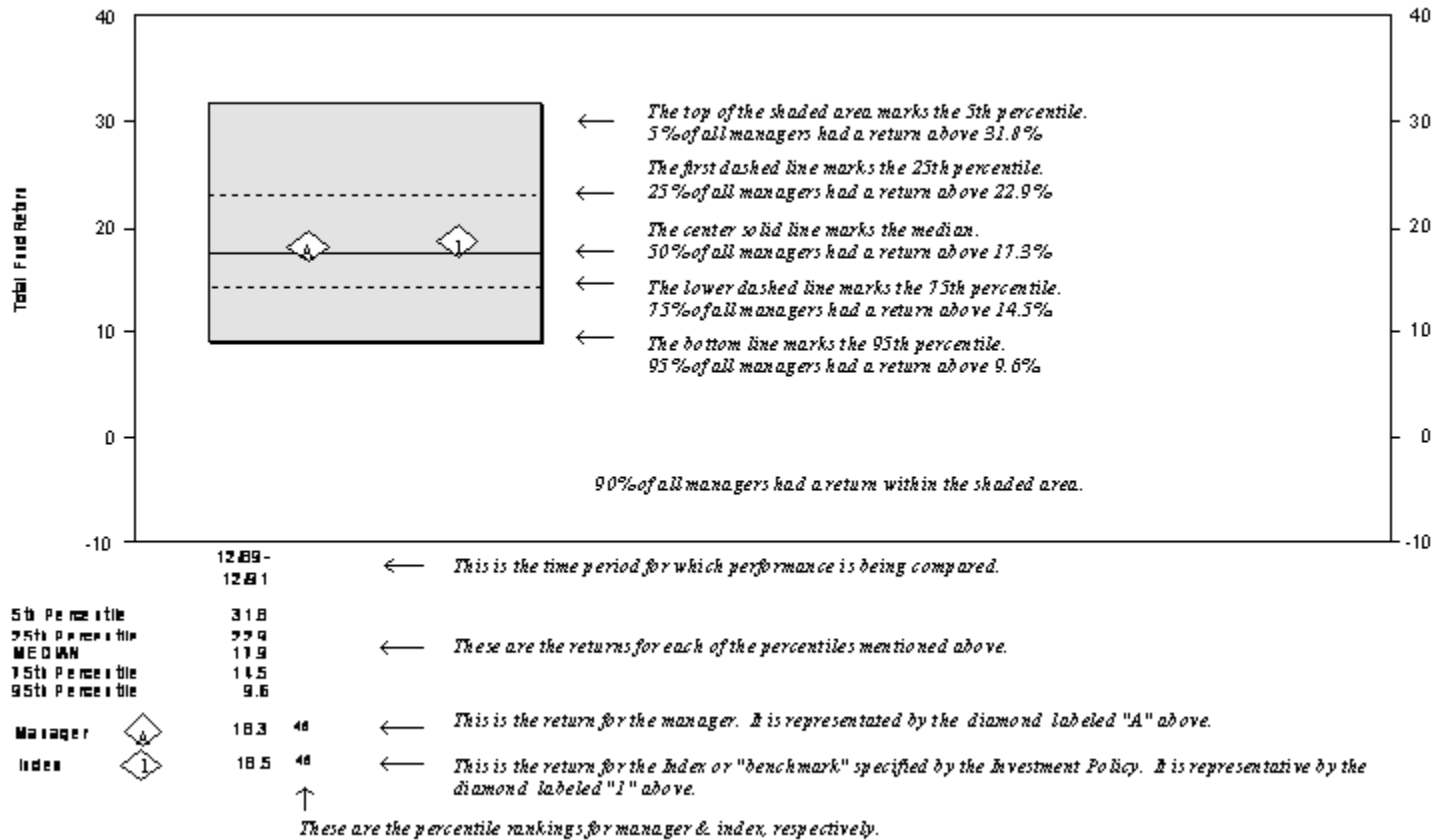 40 40
The top of the shaded area marks the 5th percentile.
30 5% of all managers had a return above 31.8% 30
The first dashed line marks the 25th percentile.
25% of all managers had a return above 22.9%
Total Fund Return
20 The center solid line marks the median. 20
A 1 50% of all managers had a return above 17.3%
The lower dashed line marks the 75th percentile.
75% of all managers had a return above 14.5%
10 10
The bottom line marks the 95th percentile.
95% of all managers had a return above 9.6%
0 0
90% of all managers had a return within the shaded area.
-10 -10
12/89-
12/91 This is the time period for which performance is being compared.
5th Percentile 31.8
25th Percentile 22.9
MEDIAN 17.9 These are the returns for each of the percentiles mentioned above.
75th Percentile 14.5
95th Percentile 9.6
Manager A 18.3 This is the return for the manager. It is representated by the diamond labeled "A" above.
Index 1 18.5 46 This is the return for the Index or "benchmark" specified by the Investment Policy. It is representative by the
diamond labeled "1" above.
These are the percentile rankings for manager & index, respectively.